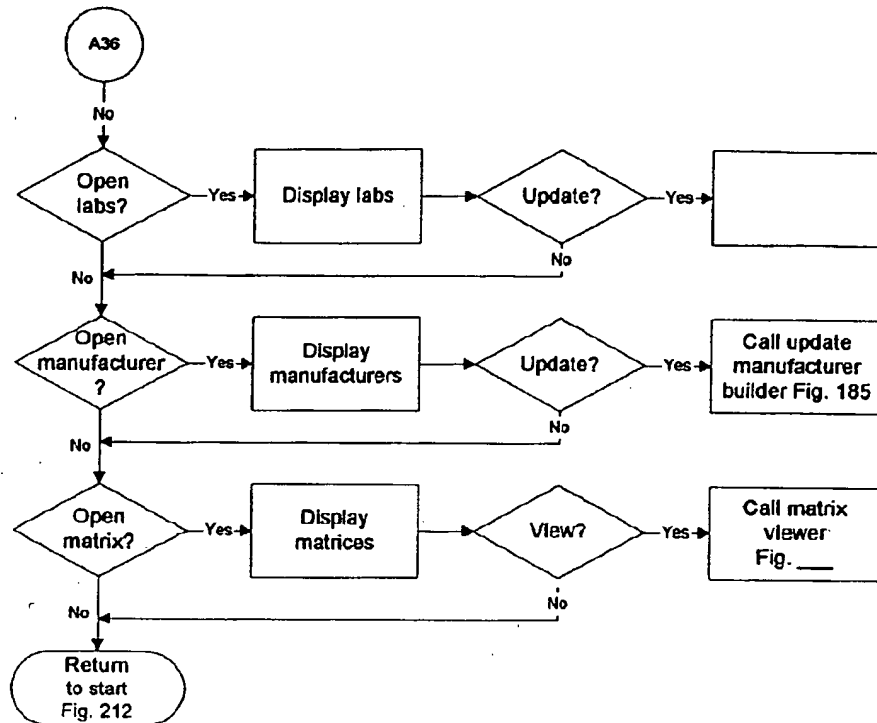 A36
No
Open
labs?
Yes
Display labs
Update?
Yes
No
No
Open
manufacturer
?
Yes
Display
manufacturers
Update?
Yes
Call update
manufacturer
builder Fig. 185
No
No
Open
matrix?
Yes
Display
matrices
View?
Yes
Call matrix
viewer
Fig. ___
No
No
Return
to start
Fig. 212